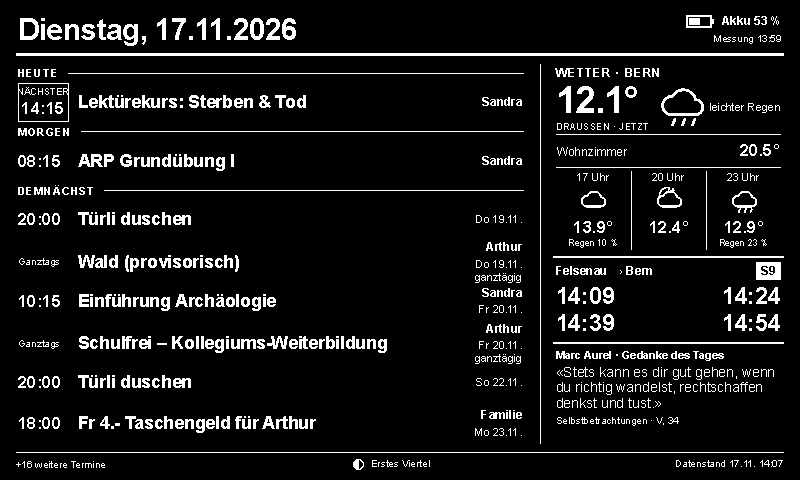 Dienstag, 17.11.2026
Akku 53 %
Messung 13:59
HEUTE
NÄCHSTER
14:15 Lektürekurs: Sterben & Tod Sandra
MORGEN
08:15 ARP Grundübung I Sandra
DEMNÄCHST
20:00 Türli duschen Do 19.11.
Arthur
Ganztags Wald (provisorisch) Do 19.11.
ganztägig
Sandra
10:15 Einführung Archäologie Fr 20.11.
Arthur
Ganztags Schulfrei – Kollegiums-Weiterbildung Fr 20.11.
ganztägig
20:00 Türli duschen So 22.11.
Familie
18:00 Fr 4.- Taschengeld für Arthur Mo 23.11.
WETTER · BERN
12.1° leichter Regen
DRAUSSEN · JETZT
Wohnzimmer 20.5°
17 Uhr 20 Uhr 23 Uhr
13.9° 12.4° 12.9°
Regen 10 % Regen 23 %
Felsenau › Bern S9
14:09 14:24
14:39 14:54
Marc Aurel · Gedanke des Tages
«Stets kann es dir gut gehen, wenn
du richtig wandelst, rechtschaffen
denkst und tust.»
Selbstbetrachtungen · V, 34
+16 weitere Termine Erstes Viertel Datenstand 17.11. 14:07